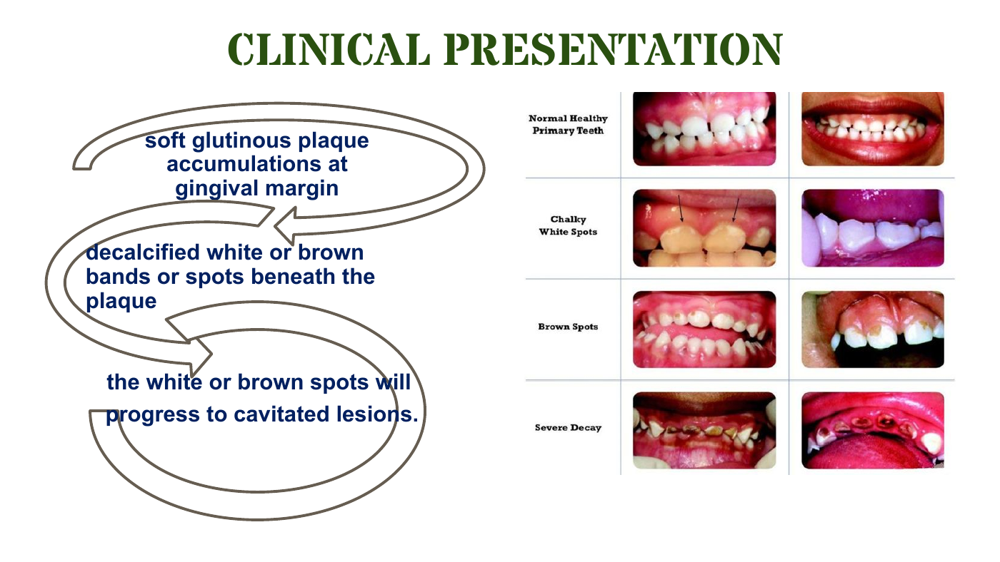 CLINICAL PRESENTATION
soft glutinous plaque
accumulations at
gingival margin
decalcified white or brown
bands or spots beneath the
plaque
the white or brown spots will
progress to cavitated lesions.
Normal Healthy
Primary Teeth
Chalky
White Spots
Brown Spots
Severe Decay